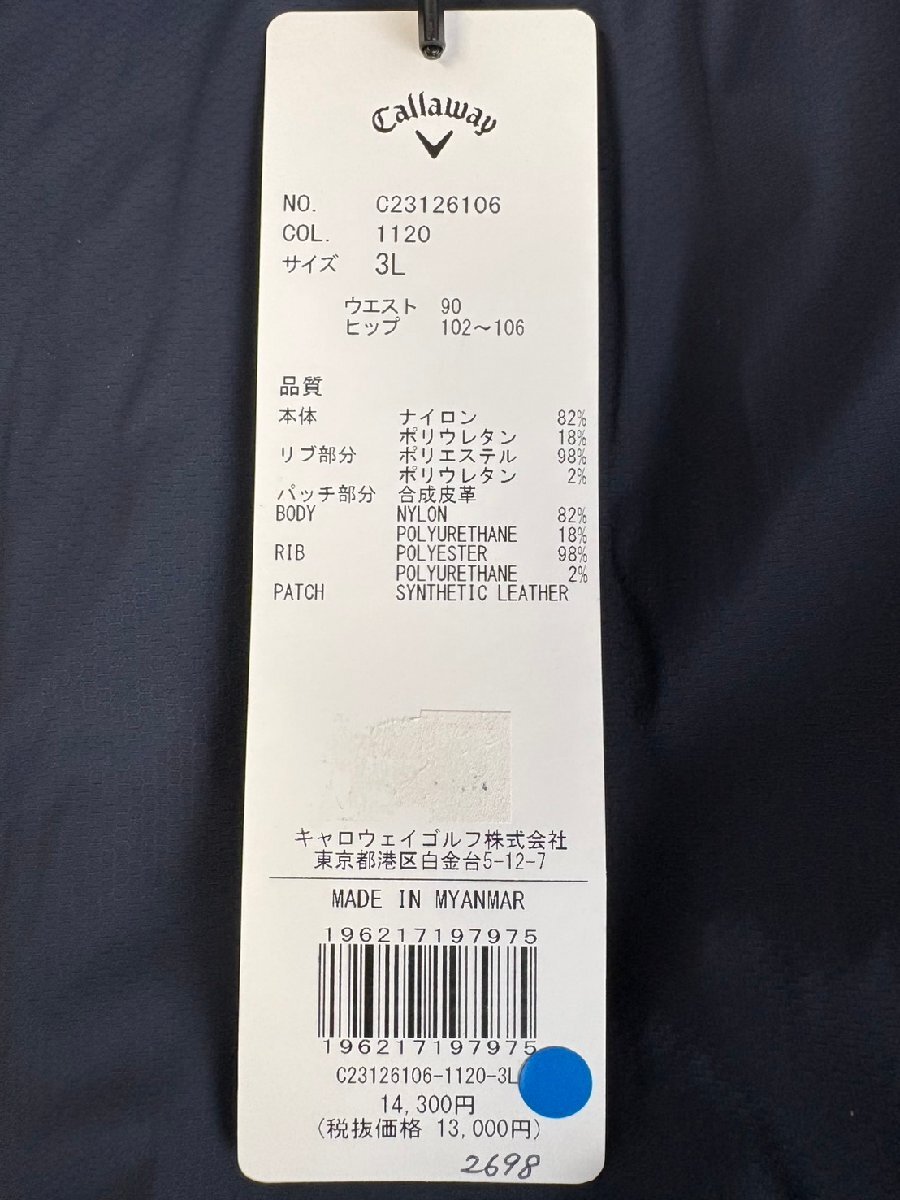 Callaway
NO. C23126106
COL. 1120
サイズ 3L
ウエスト 90
ヒップ 102～106
品質
本体 ナイロン 82%
ポリウレタン 18%
リブ部分 ポリエステル 98%
ポリウレタン 2%
パッチ部分 合成皮革
BODY NYLON 82%
POLYURETHANE 18%
RIB POLYESTER 98%
POLYURETHANE 2%
PATCH SYNTHETIC LEATHER
キャロウェイゴルフ株式会社
東京都港区白金台5-12-7
MADE IN MYANMAR
196217197975
196217197975
C23126106-1120-3L
14,300円
(税抜価格 13,000円)
2698